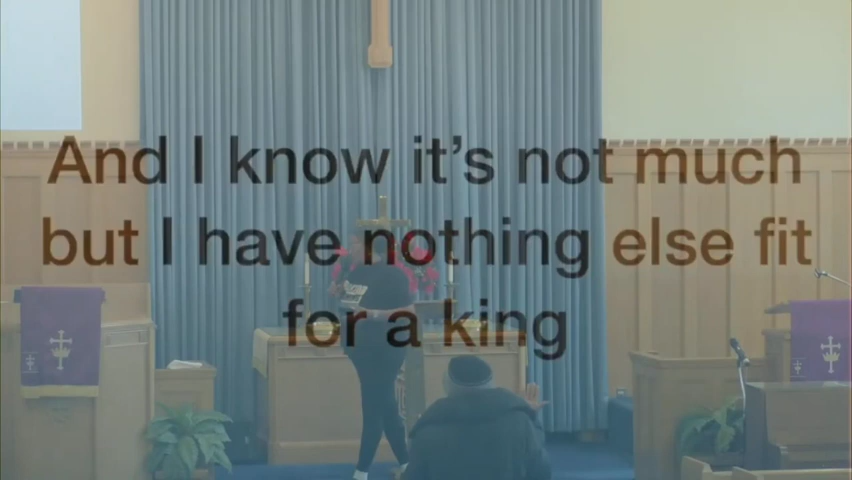 And I know it's not much
but I have nothing else fit
for a king